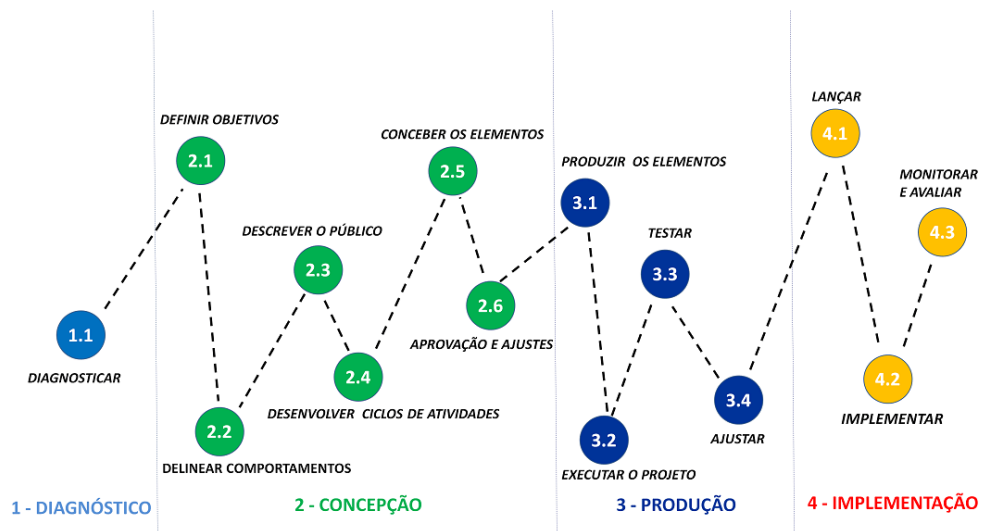 1.1
DIAGNOSTICAR
1 - DIAGNÓSTICO
DEFINIR OBJETIVOS
2.1
2.2
DELINEAR COMPORTAMENTOS
DESCREVER O PÚBLICO
2.3
2.4
DESENVOLVER CICLOS DE ATIVIDADES
CONCEBER OS ELEMENTOS
2.5
2.6
APROVAÇÃO E AJUSTES
2 - CONCEPÇÃO
PRODUZIR OS ELEMENTOS
3.1
3.2
EXECUTAR O PROJETO
TESTAR
3.3
3.4
AJUSTAR
3 - PRODUÇÃO
LANÇAR
4.1
4.2
IMPLEMENTAR
MONITORAR
E AVALIAR
4.3
4 - IMPLEMENTAÇÃO